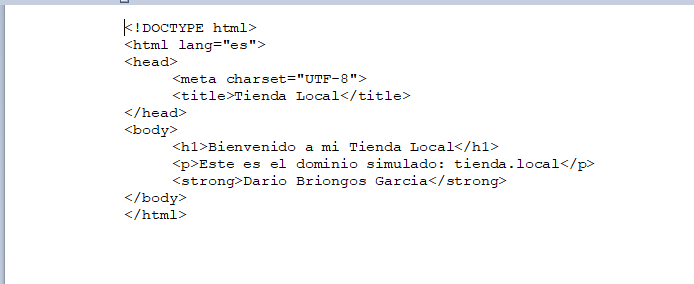 <!DOCTYPE html>
<html lang="es">
<head>
<meta charset="UTF-8">
<title>Tienda Local</title>
</head>
<body>
<h1>Bienvenido a mi Tienda Local</h1>
<p>Este es el dominio simulado: tienda.local</p>
<strong>Dario Briongos Garcia</strong>
</body>
</html>